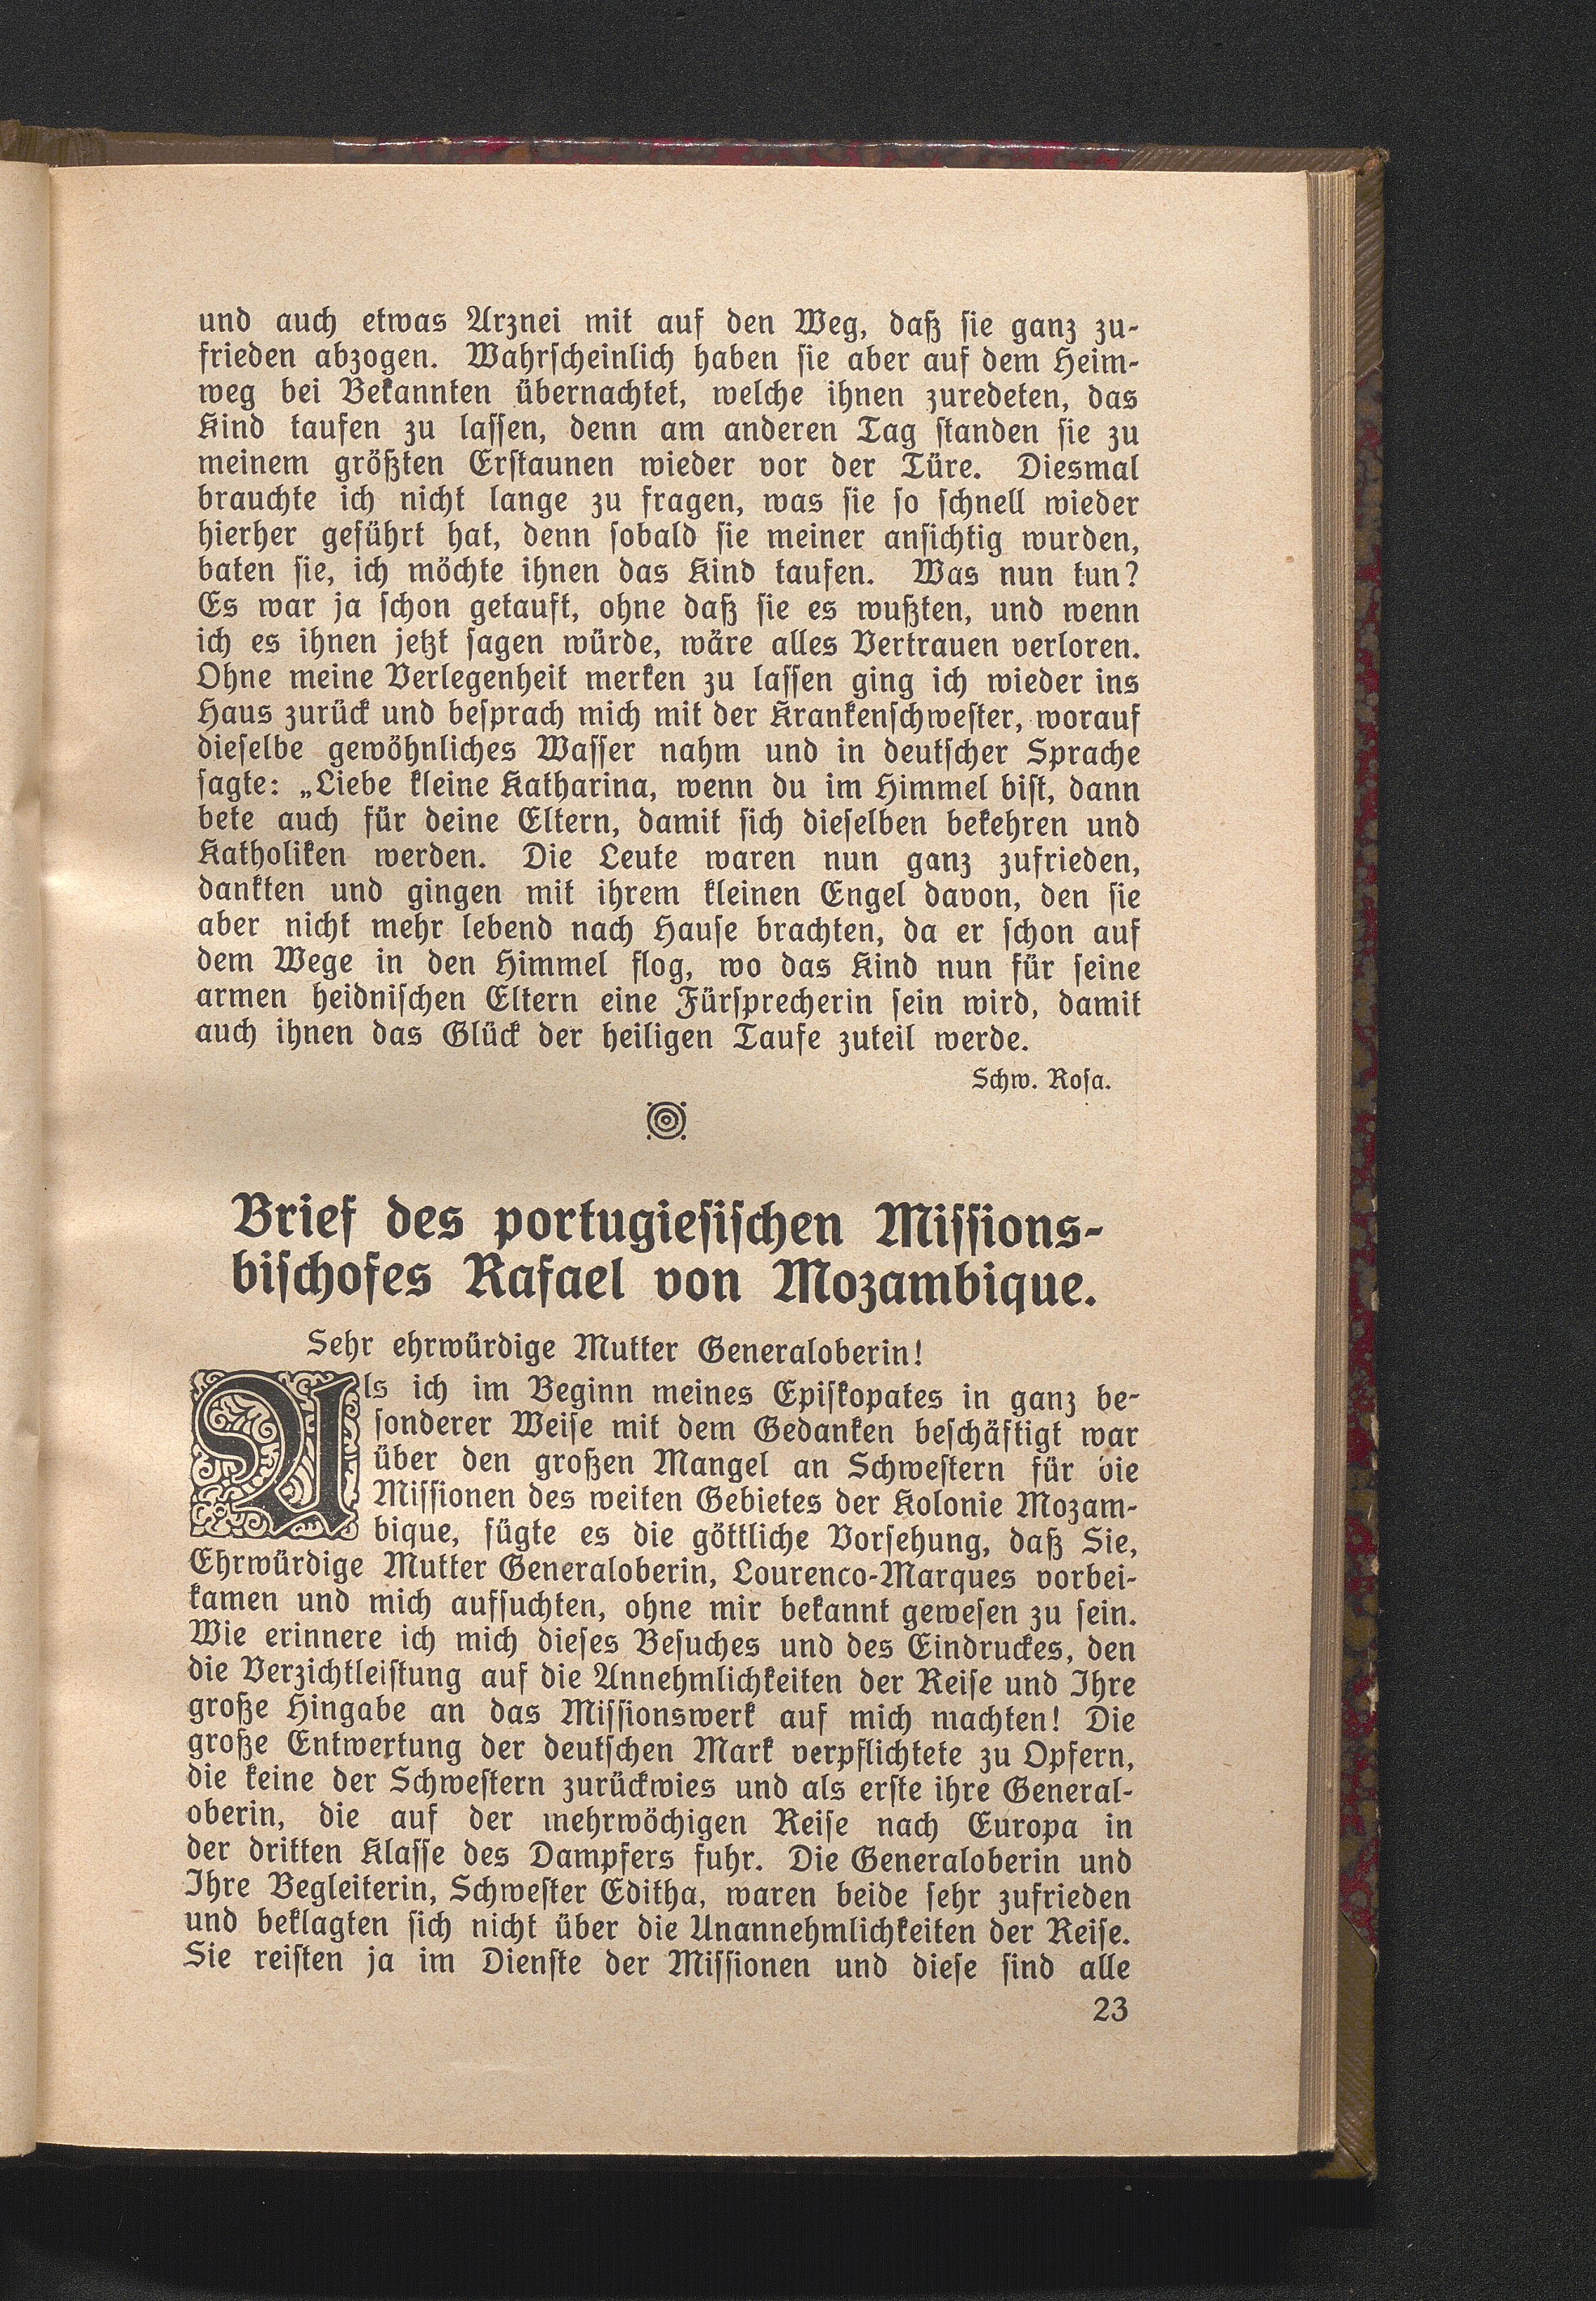 und auch etwas Arznei mit auf den Weg, daß sie ganz zu-
frieden abzogen. Wahrscheinlich haben sie aber auf dem Heim-
weg bei Bekannten übernachtet, welche ihnen zuredeten, das
Kind taufen zu lassen, denn am anderen Tag standen sie zu
meinem größten Erstaunen wieder vor der Türe. Diesmal
brauchte ich nicht lange zu fragen, was sie so schnell wieder
hierher geführt hat, denn sobald sie meiner ansichtig wurden,
baten sie, ich möchte ihnen das Kind taufen. Was nun tun?
Es war ja schon getauft, ohne daß sie es wußten, und wenn
ich es ihnen jetzt sagen würde, wäre alles Vertrauen verloren.
Ohne meine Verlegenheit merken zu lassen ging ich wieder ins
Haus zurück und besprach mich mit der Krankenschwester, worauf
dieselbe gewöhnliches Wasser nahm und in deutscher Sprache
sagte: „Liebe kleine Katharina, wenn du im Himmel bist, dann
bete auch für deine Eltern, damit sich dieselben bekehren und
Katholiken werden. Die Leute waren nun ganz zufrieden,
dankten und gingen mit ihrem kleinen Engel davon, den sie
aber nicht mehr lebend nach Hause brachten, da er schon auf
dem Wege in den Himmel flog, wo das Kind nun für seine
armen heidnischen Eltern eine Fürsprecherin sein wird, damit
auch ihnen das Glück der heiligen Taufe zuteil werde.
Schw. Rosa.
Brief des portugiesischen Missions-
bischofes Rafael von Mozambique.
Sehr ehrwürdige Mutter Generaloberin!
Als ich im Beginn meines Episkopates in ganz be-
sonderer Weise mit dem Gedanken beschäftigt war
über den großen Mangel an Schwestern für die
Missionen des weiten Gebietes der Kolonie Mozam-
bique, fügte es die göttliche Vorsehung, daß Sie,
Ehrwürdige Mutter Generaloberin, Lourenco-Marques vorbei-
kamen und mich aufsuchten, ohne mir bekannt gewesen zu sein.
Wie erinnere ich mich dieses Besuches und des Eindruckes, den
die Verzichtleistung auf die Annehmlichkeiten der Reise und Ihre
große Hingabe an das Missionswerk auf mich machten! Die
große Entwertung der deutschen Mark verpflichtete zu Opfern,
die keine der Schwestern zurückwies und als erste ihre General-
oberin, die auf der mehrwöchigen Reise nach Europa in
der dritten Klasse des Dampfers fuhr. Die Generaloberin und
Ihre Begleiterin, Schwester Editha, waren beide sehr zufrieden
und beklagten sich nicht über die Unannehmlichkeiten der Reise.
Sie reisten ja im Dienste der Missionen und diese sind alle
23